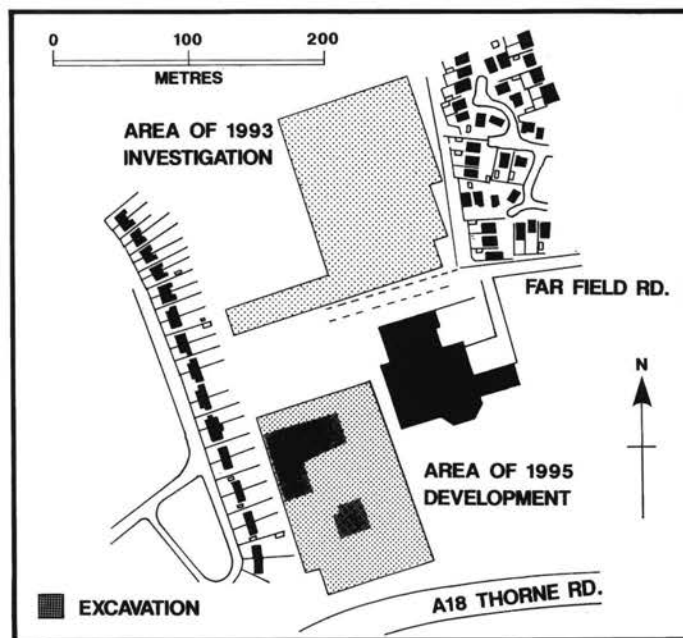 0 100 200
METRES
AREA OF 1993
INVESTIGATION
FAR FIELD RD.
N
AREA OF 1995
DEVELOPMENT
EXCAVATION
A18 THORNE RD.